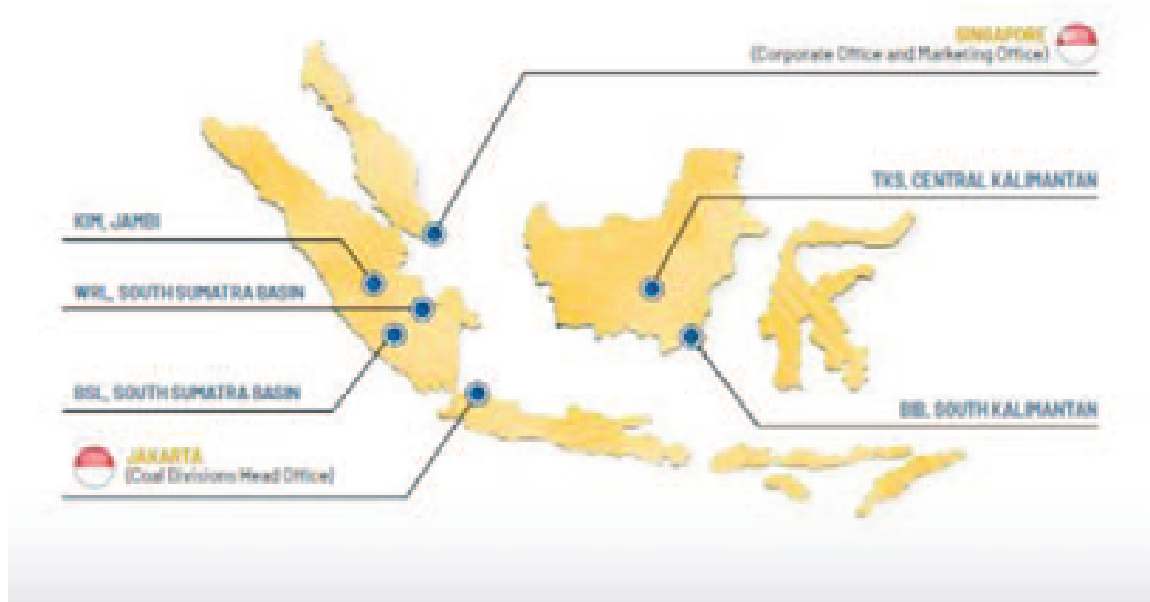 SINGAPORE
(Corporate Office and Marketing Office)
TKS, CENTRAL KALIMANTAN
KIM, JAMBI
WRL, SOUTH SUMATRA BASIN
BSL, SOUTH SUMATRA BASIN
BIB, SOUTH KALIMANTAN
JAKARTA
(Coal Divisions Head Office)